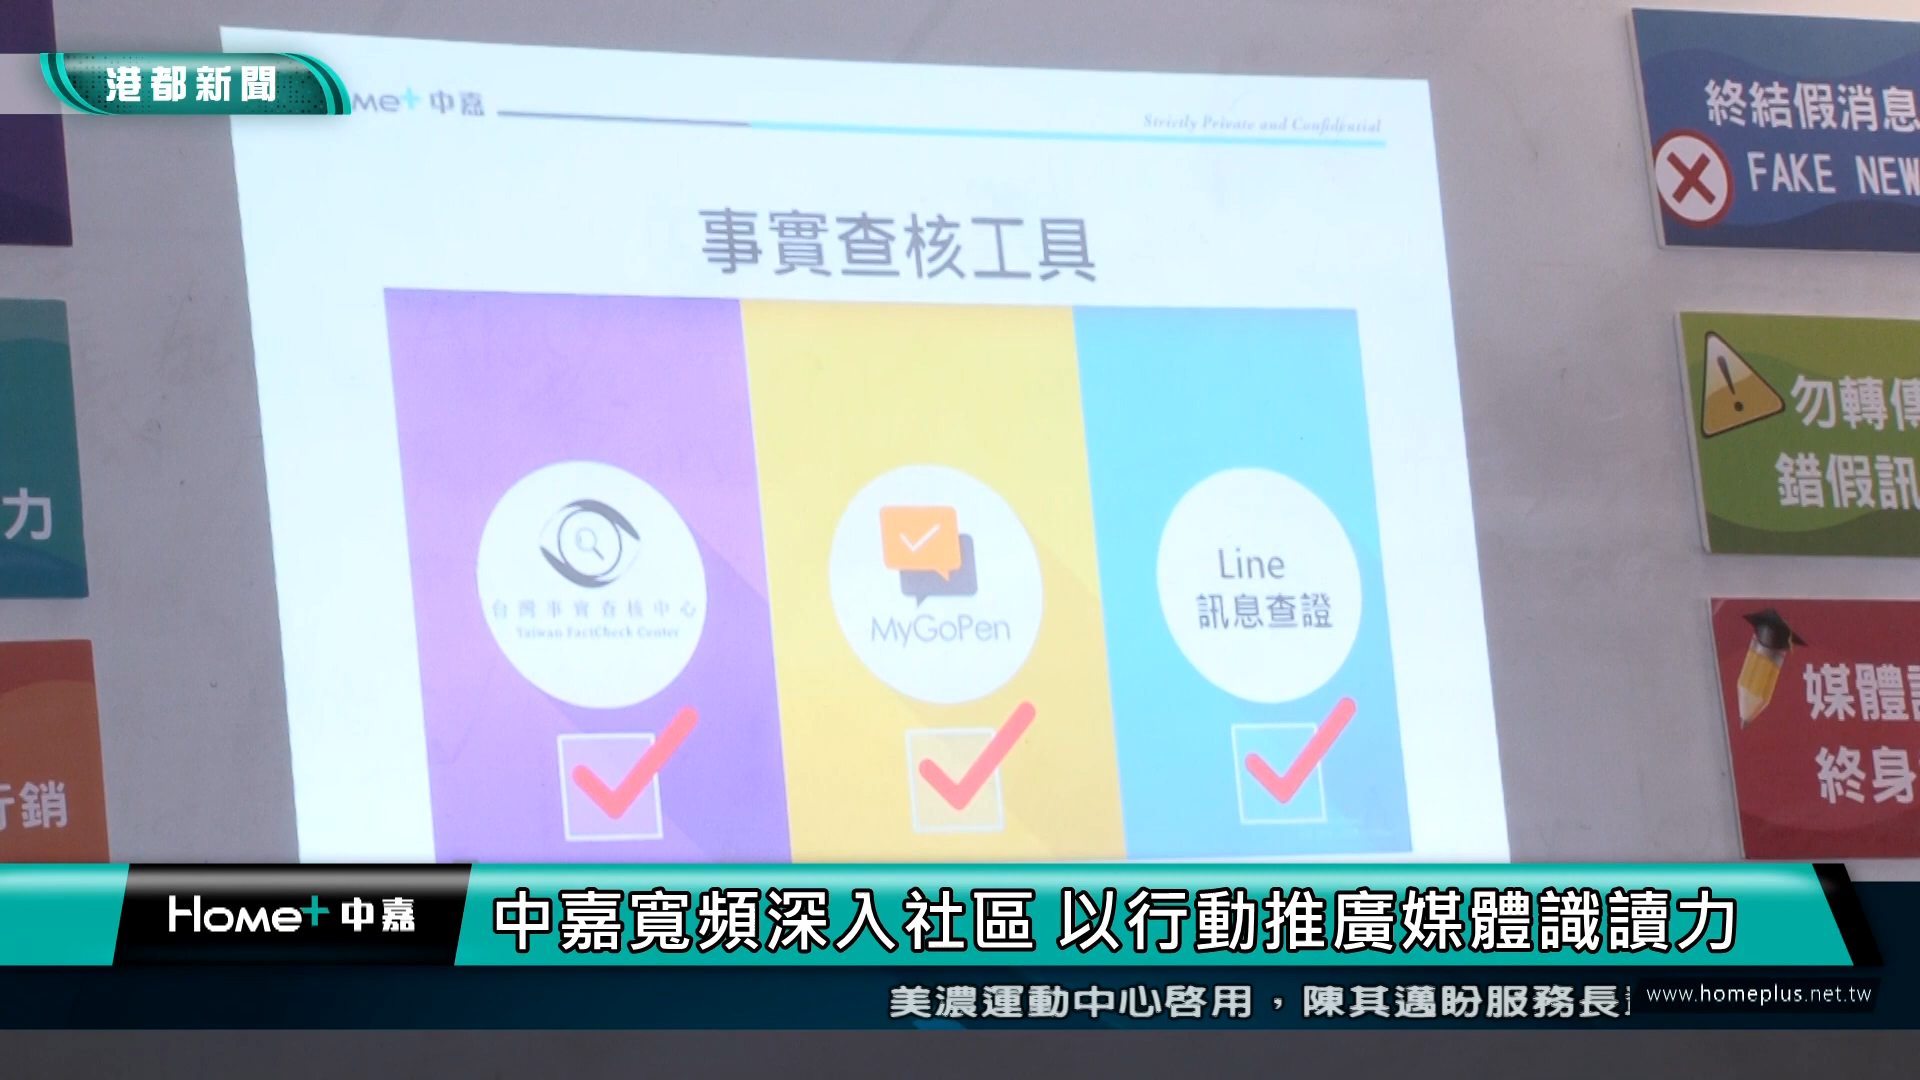 港都新聞
ome+ 中嘉
Strictly Private and Confidential
事實查核工具
台灣事實查核中心
Taiwan FactCheck Center
MyGoPen
Line
訊息查證
終結假消息
FAKE NEW
勿轉傳
錯假訊
媒體
終身
力
行銷
Home+ 中嘉
中嘉寬頻深入社區 以行動推廣媒體識讀力
美濃運動中心啓用，陳其邁盼服務長
www.homeplus.net.tw